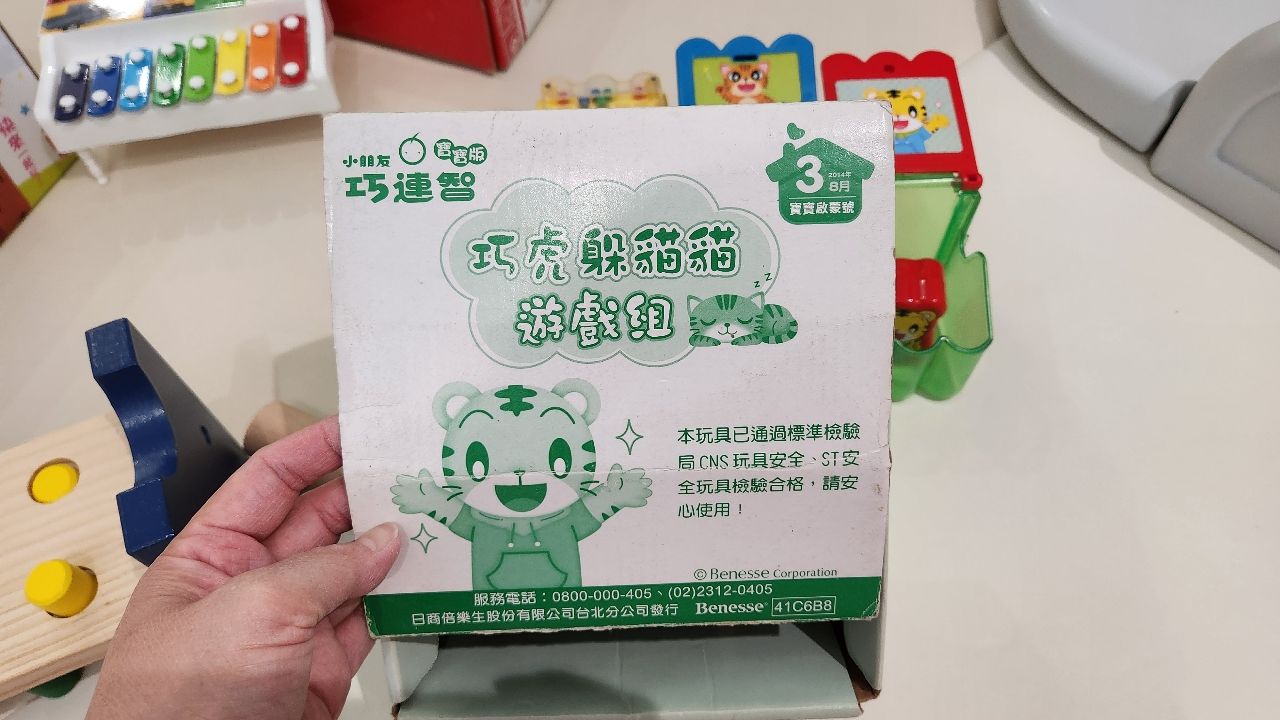 小朋友
巧連智
寶寶版
3
2014年
8月
寶寶啟蒙號
巧虎躲貓貓
遊戲組
z z
本玩具已通過標準檢驗
局CNS玩具安全、ST安
全玩具檢驗合格，請安
心使用！
© Benesse Corporation
服務電話：0800-000-405、(02)2312-0405
日商倍樂生股份有限公司台北分公司發行 Benesse® 41C6B8